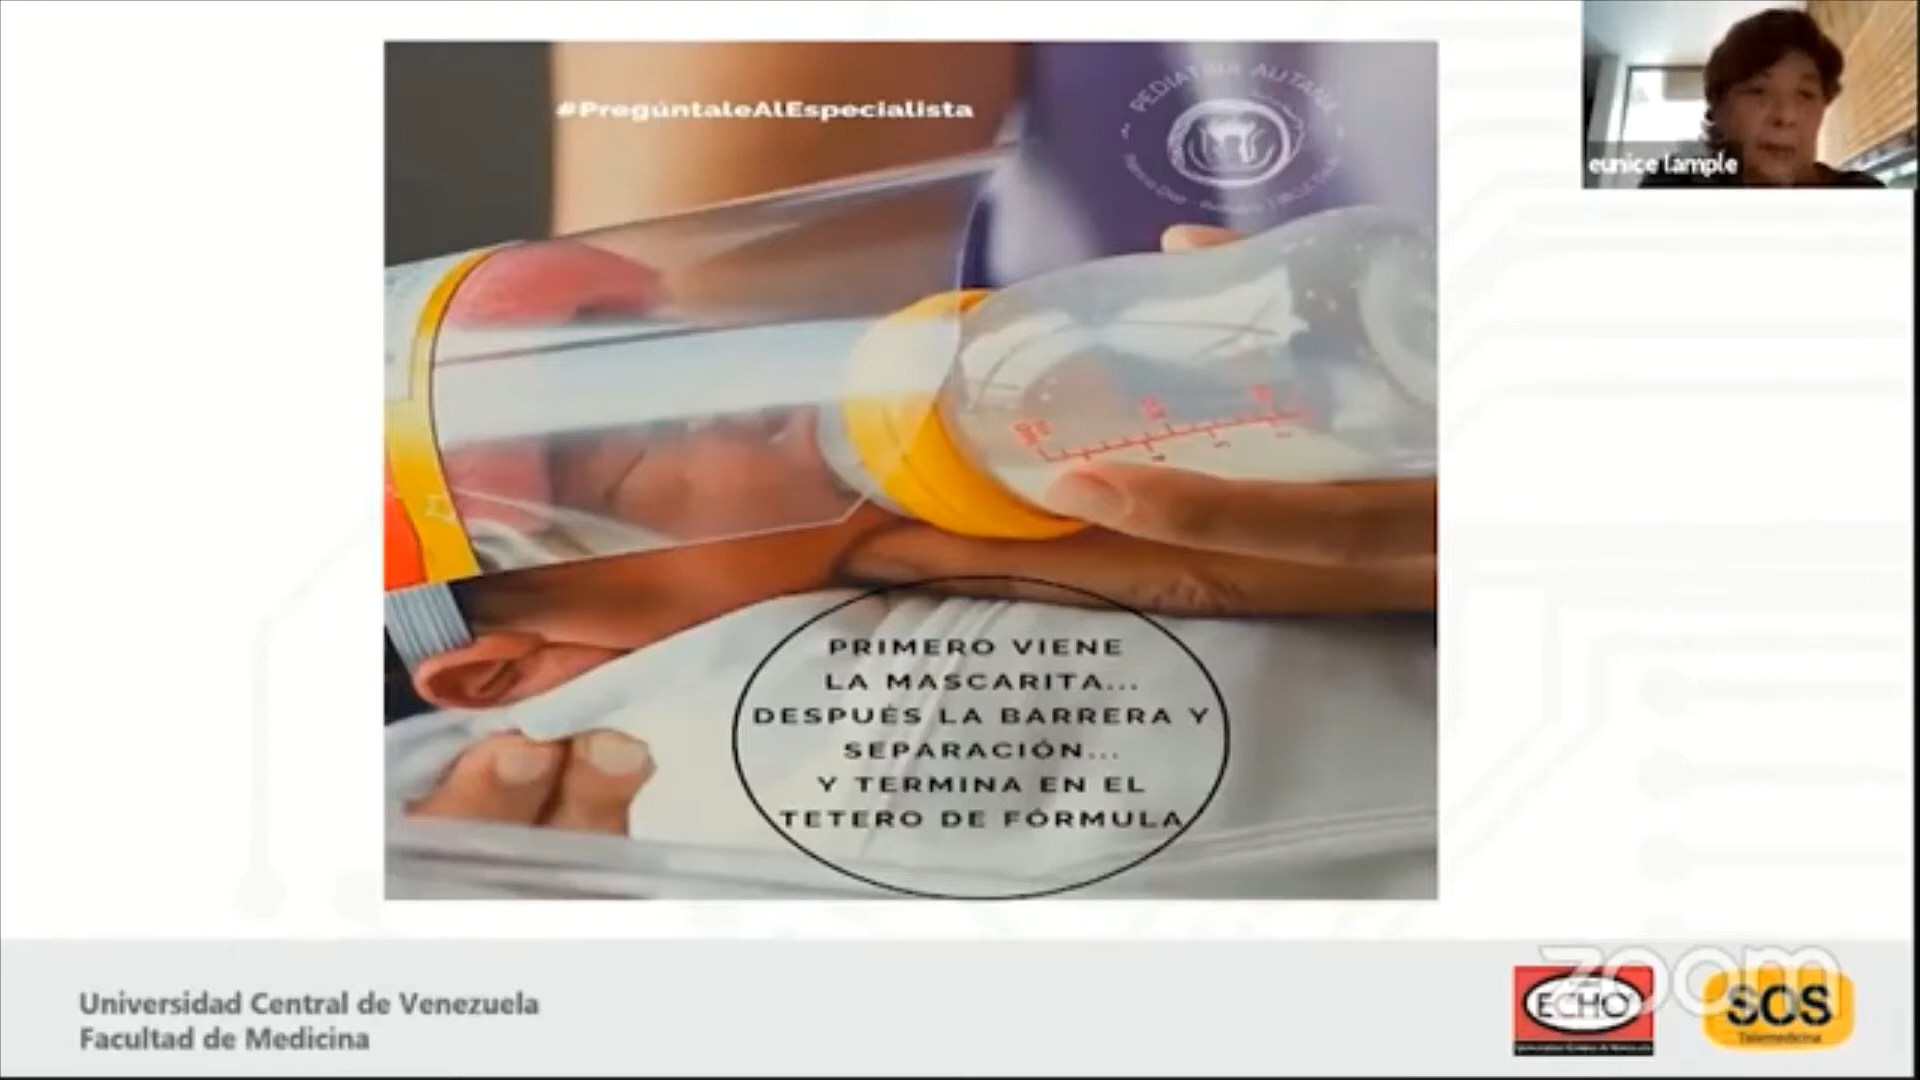 #PregúntaleAlEspecialista
PEDIATRIA AUTANA
eunice lample
PRIMERO VIENE
LA MASCARITA...
DESPUÉS LA BARRERA Y
SEPARACIÓN...
Y TERMINA EN EL
TETERO DE FÓRMULA
Universidad Central de Venezuela
Facultad de Medicina
ECHO
zoom
SOS
Telemedicina